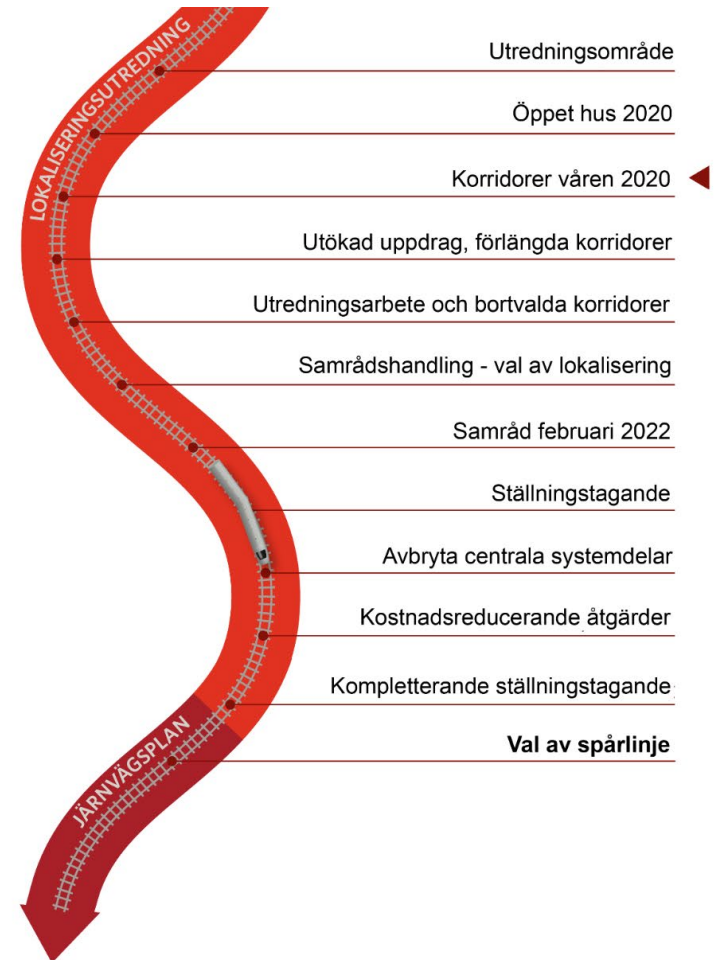 LOKALISERINGSUTREDNING
Utredningsområde
Öppet hus 2020
Korridorer våren 2020
Utökad uppdrag, förlängda korridorer
Utredningsarbete och bortvalda korridorer
Samrådshandling - val av lokalisering
Samråd februari 2022
Ställningstagande
Avbryta centrala systemdelar
Kostnadsreducerande åtgärder
Kompletterande ställningstagande
JÄRNVÄGSPLAN
Val av spårlinje